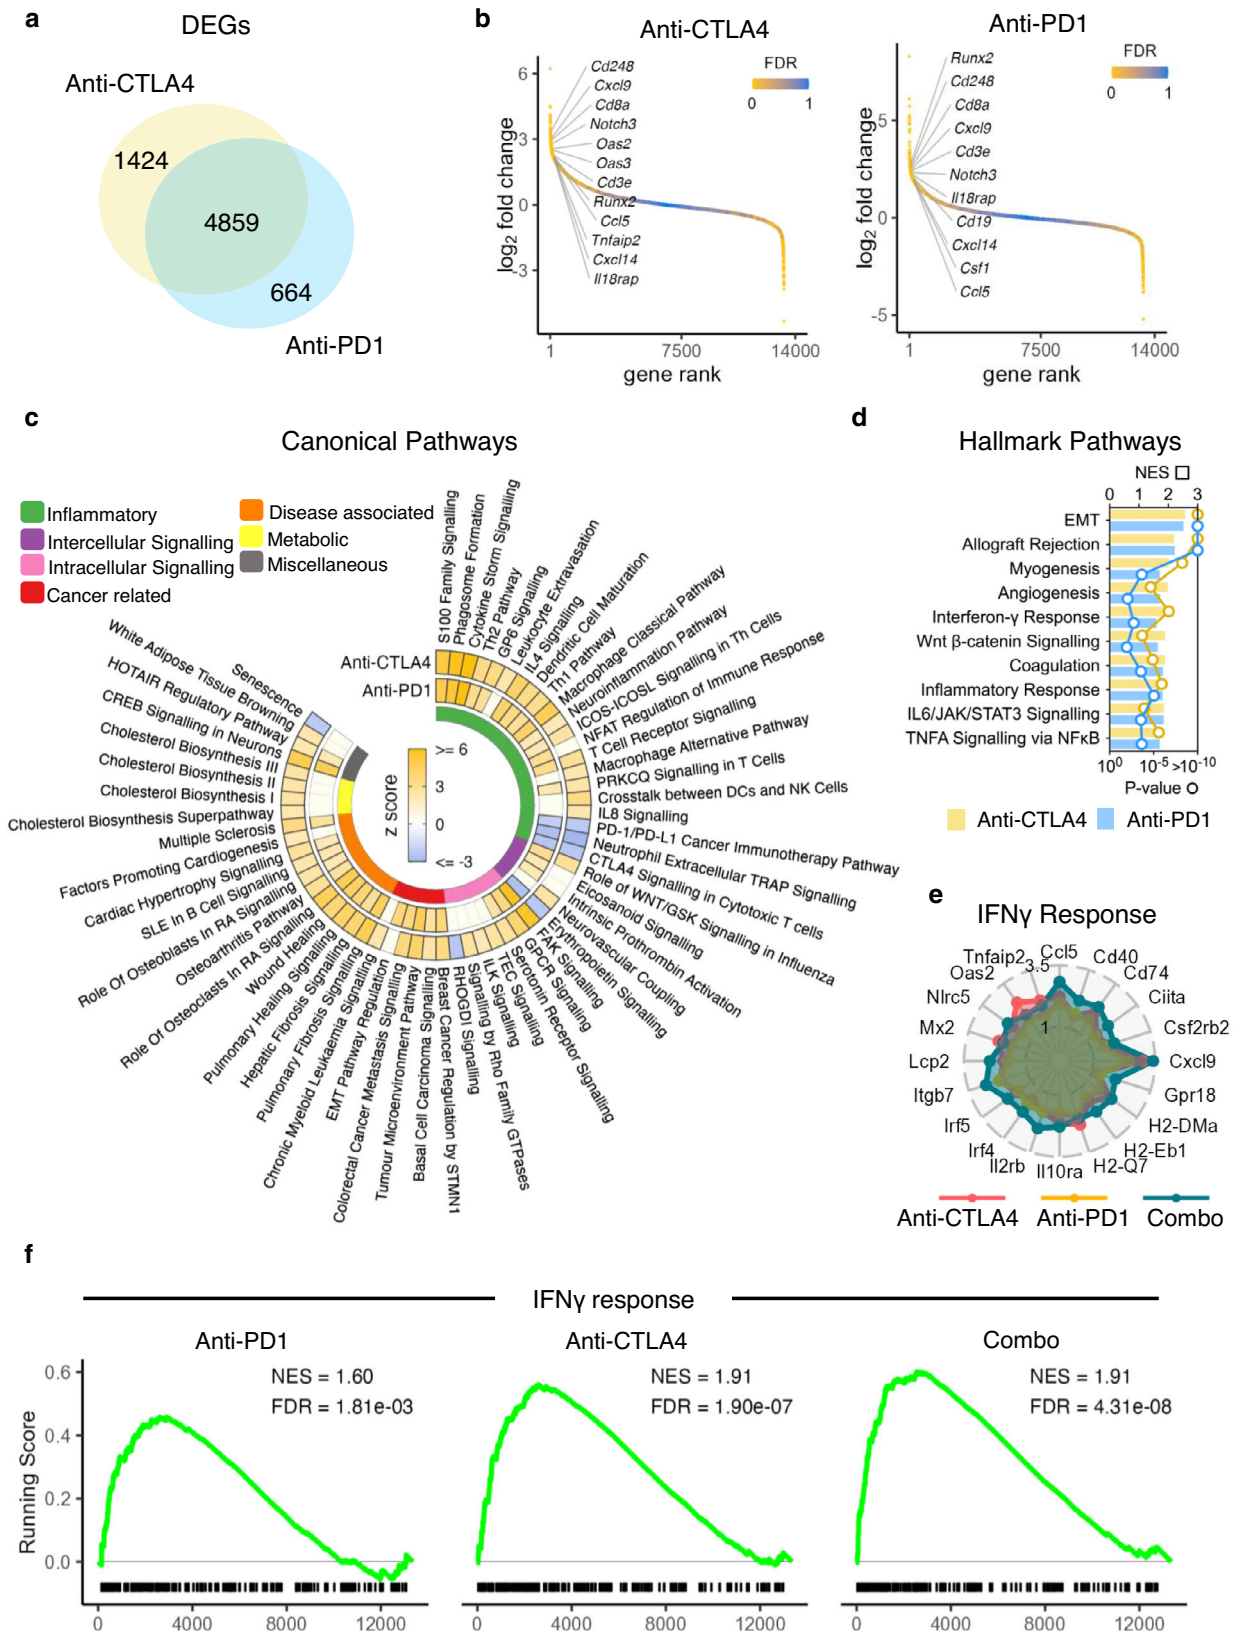 a
DEGs
Anti-CTLA4
1424
4859
664
Anti-PD1
b
Anti-CTLA4
log2 fold change
6
3
0
-3
Cd248
Cxcl9
Cd8a
Notch3
Oas2
Oas3
Cd3e
Runx2
Ccl5
Tnfaip2
Cxcl14
Il18rap
FDR
0 1
1 7500 14000
gene rank
Anti-PD1
log2 fold change
5
0
-5
Runx2
Cd248
Cd8a
Cxcl9
Cd3e
Notch3
Il18rap
Cd19
Cxcl14
Csf1
Ccl5
FDR
0 1
1 7500 14000
gene rank
c
Canonical Pathways
Inflammatory
Intercellular Signalling
Intracellular Signalling
Cancer related
Disease associated
Metabolic
Miscellaneous
Anti-CTLA4
Anti-PD1
z score
>= 6
3
0
<= -3
S100 Family Signalling
Phagosome Formation
Cytokine Storm Signalling
Th2 Pathway
GP6 Signalling
Leukocyte Extravasation
IL4 Signalling
Dendritic Cell Maturation
Th1 Pathway
Macrophage Classical Pathway
Neuroinflammation Pathway
ICOS-ICOSL Signalling in Th Cells
NFAT Regulation of Immune Response
T Cell Receptor Signalling
Macrophage Alternative Pathway
PRKCQ Signalling in T Cells
Crosstalk between DCs and NK Cells
IL8 Signalling
PD-1/PD-L1 Cancer Immunotherapy Pathway
Neutrophil Extracellular TRAP Signalling
CTLA4 Signalling in Cytotoxic T cells
Role of WNT/GSK Signalling in Influenza
Eicosanoid Signalling
Intrinsic Prothrombin Activation
Neurovascular Coupling
Erythropoietin Signalling
FAK Signalling
GPCR Signaling
Serotonin Receptor Signalling
TEC Signalling
ILK Signalling
Signalling by Rho Family GTPases
RHOGDI Signalling
Breast Cancer Regulation by STMN1
Basal Cell Carcinoma Signalling
Tumour Microenvironment Pathway
Colorectal Cancer Metastasis Signalling
EMT Pathway Regulation
Chronic Myeloid Leukaemia Signalling
Pulmonary Fibrosis Signalling
Hepatic Fibrosis Signalling
Pulmonary Healing Signalling
Wound Healing
Role Of Osteoclasts In RA Signalling
Osteoarthritis Pathway
Role Of Osteoblasts In RA Signalling
SLE In B Cell Signalling
Cardiac Hypertrophy Signalling
Factors Promoting Cardiogenesis
Multiple Sclerosis
Cholesterol Biosynthesis Superpathway
Cholesterol Biosynthesis I
Cholesterol Biosynthesis II
Cholesterol Biosynthesis III
CREB Signalling in Neurons
HOTAIR Regulatory Pathway
White Adipose Tissue Browning
Senescence
d
Hallmark Pathways
NES
0 1 2 3
EMT
Allograft Rejection
Myogenesis
Angiogenesis
Interferon-γ Response
Wnt β-catenin Signalling
Coagulation
Inflammatory Response
IL6/JAK/STAT3 Signalling
TNFA Signalling via NFκB
10⁰ 10⁻⁵ >10⁻¹⁰
P-value
Anti-CTLA4 Anti-PD1
e
IFNγ Response
Ccl5
Cd40
Cd74
Ciita
Csf2rb2
Cxcl9
Gpr18
H2-DMa
H2-Eb1
H2-Q7
Il10ra
Il2rb
Irf4
Irf5
Itgb7
Lcp2
Mx2
Nlrc5
Oas2
Tnfaip2
3.5
1
Anti-CTLA4 Anti-PD1 Combo
f
IFNγ response
Running Score
0.6
0.4
0.2
0.0
Anti-PD1
NES = 1.60
FDR = 1.81e-03
0 4000 8000 12000
Anti-CTLA4
NES = 1.91
FDR = 1.90e-07
0 4000 8000 12000
Combo
NES = 1.91
FDR = 4.31e-08
0 4000 8000 12000